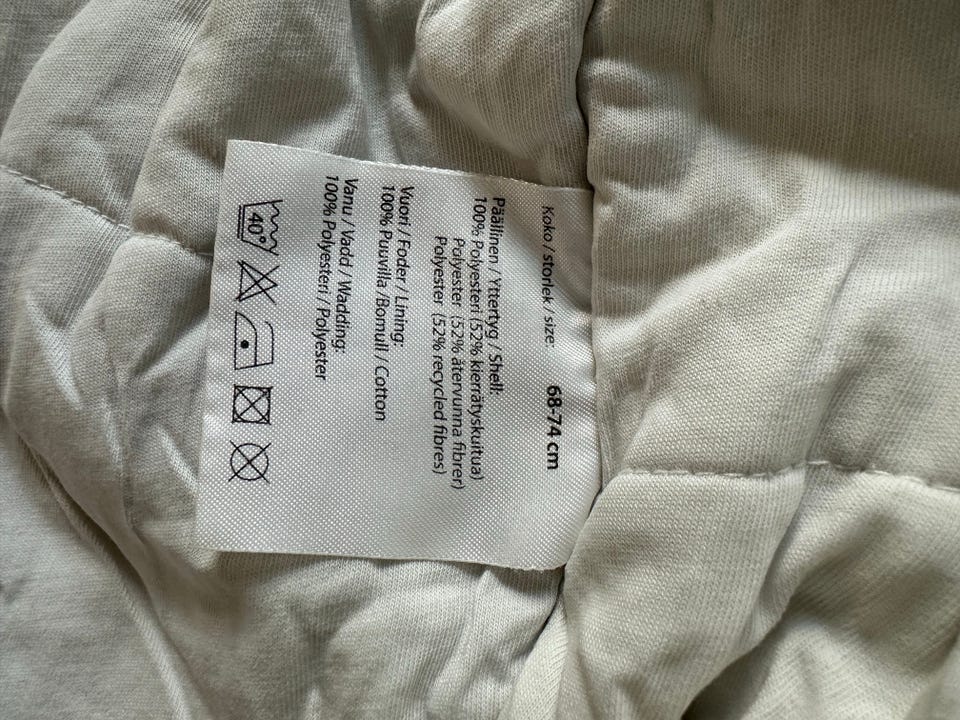 Koko / storlek / size: 68-74 cm
Päällinen / Yttertyg / Shell:
100% Polyesteri (52% kierrätyskuitua)
Polyester (52% återvunna fibrer)
Polyester (52% recycled fibres)
Vuori / Foder / Lining:
100% Puuvilla /Bomull / Cotton
Vanu / Vadd / Wadding:
100% Polyesteri / Polyester
40°